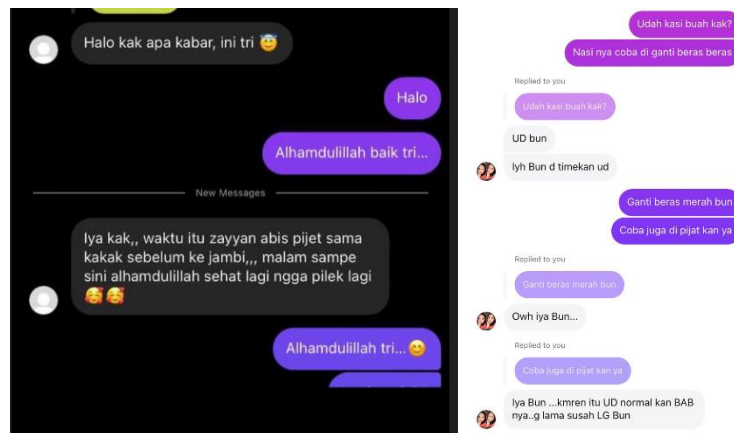 Halo kak apa kabar, ini tri 😇
Halo
Alhamdulillah baik tri...
New Messages
Iya kak,, waktu itu zayyan abis pijet sama
kakak sebelum ke jambi,,, malam sampe
sini alhamdulillah sehat lagi ngga pilek lagi
🥰🥰
Alhamdulillah tri...😊
Udah kasi buah kak?
Nasi nya coba di ganti beras beras
Replied to you
Udah kasi buah kak?
UD bun
Iyh Bun d timekan ud
Ganti beras merah bun
Coba juga di pijat kan ya
Replied to you
Ganti beras merah bun
Owh iya Bun...
Replied to you
Coba juga di pijat kan ya
Iya Bun ...kmren itu UD normal kan BAB
nya..g lama susah LG Bun